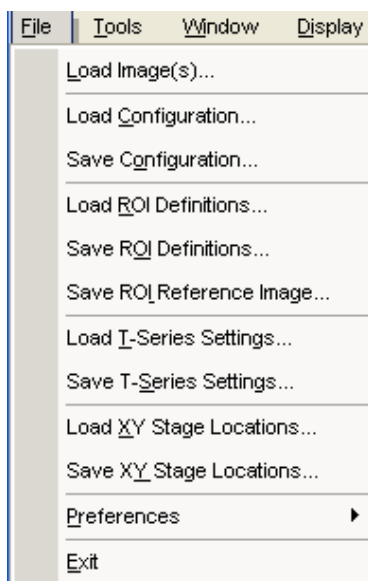 File Tools Window Display
Load Image(s)...
Load Configuration...
Save Configuration...
Load ROI Definitions...
Save ROI Definitions...
Save ROI Reference Image...
Load T-Series Settings...
Save T-Series Settings...
Load XY Stage Locations...
Save XY Stage Locations...
Preferences
Exit